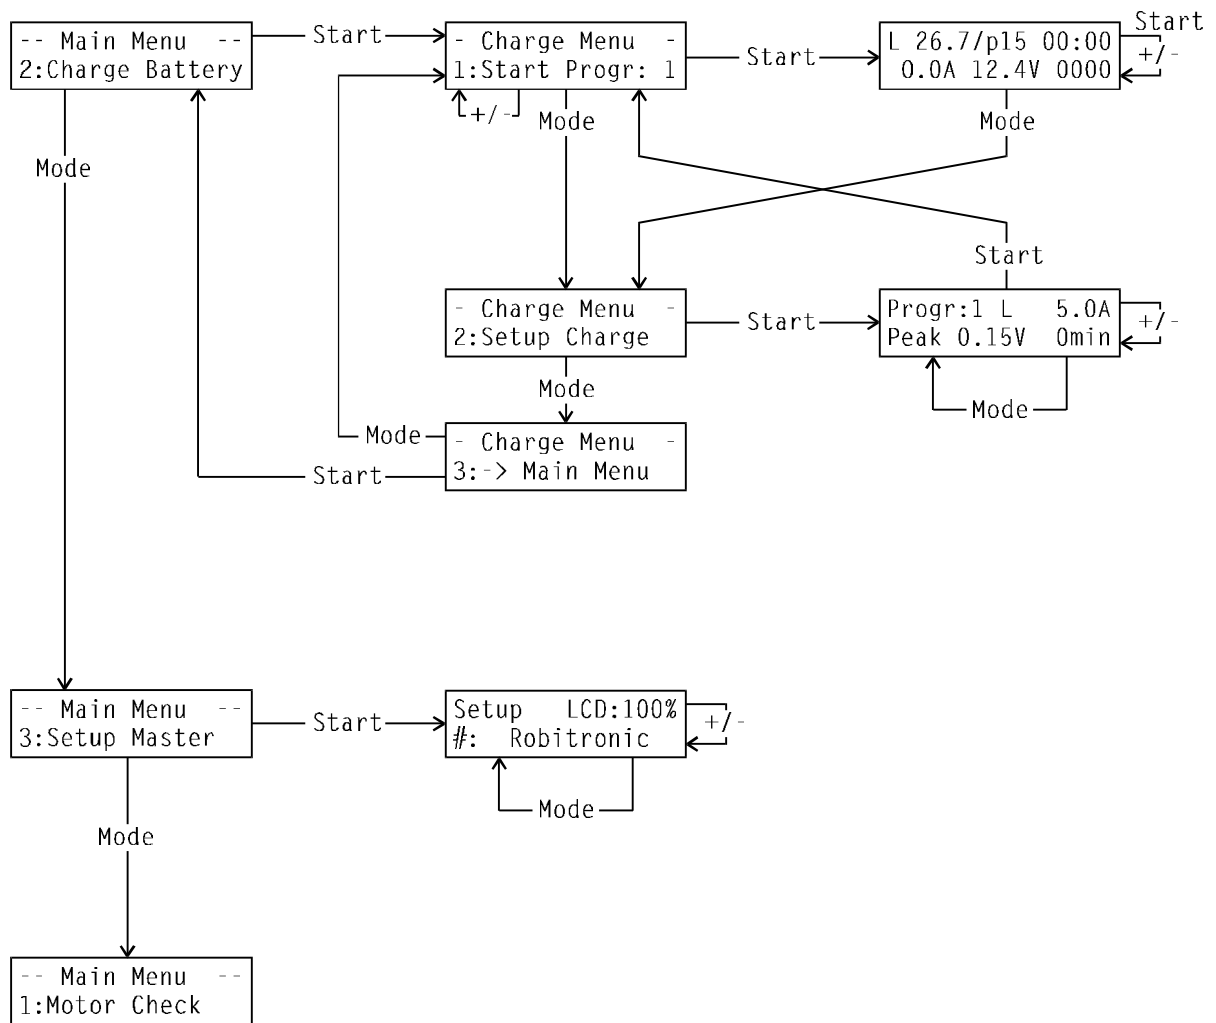 Start
-- Main Menu --
2:Charge Battery
Start
- Charge Menu -
1:Start Progr: 1
Start
L 26.7/p15 00:00
0.0A 12.4V 0000
+/-
+/-
Mode
Mode
Mode
Start
- Charge Menu -
2:Setup Charge
Start
Progr:1 L 5.0A
Peak 0.15V 0min
+/-
Mode
Mode
Mode
- Charge Menu -
3:-> Main Menu
Start
-- Main Menu --
3:Setup Master
Start
Setup LCD:100%
#: Robitronic
+/-
Mode
Mode
-- Main Menu --
1:Motor Check